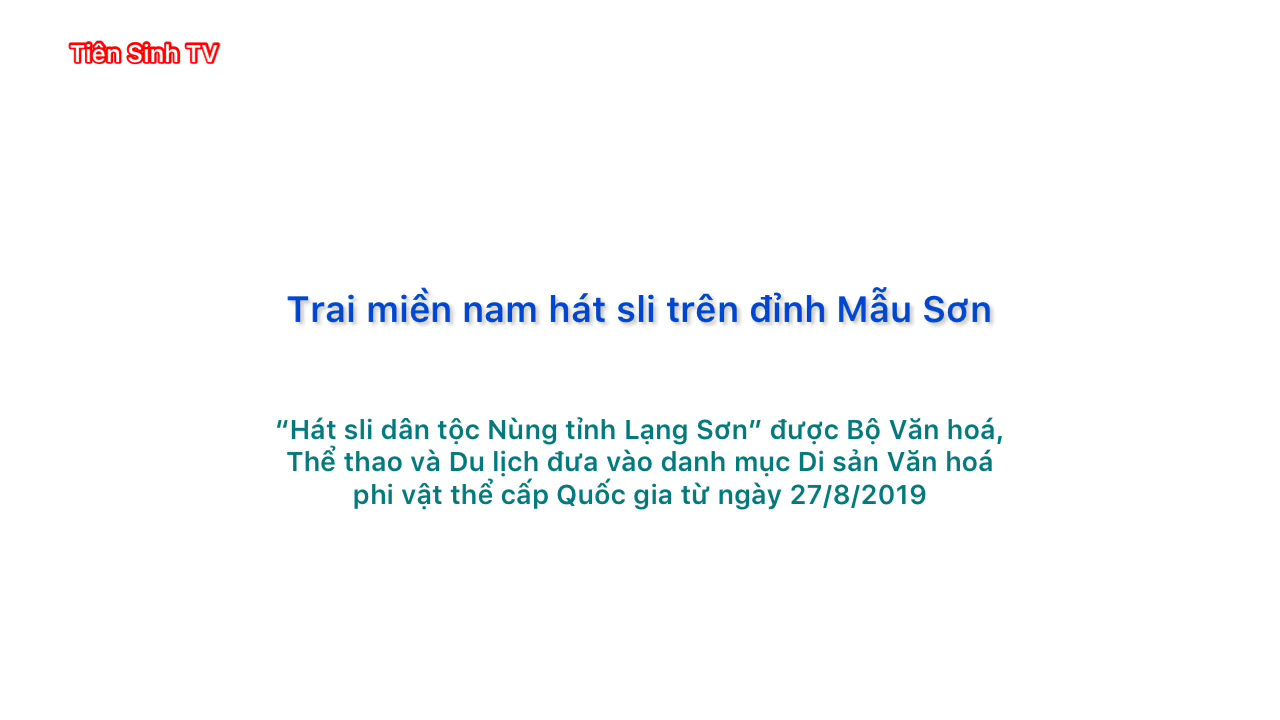 Tiên Sinh TV
Trai miền nam hát sli trên đỉnh Mẫu Sơn
“Hát sli dân tộc Nùng tỉnh Lạng Sơn” được Bộ Văn hoá,
Thể thao và Du lịch đưa vào danh mục Di sản Văn hoá
phi vật thể cấp Quốc gia từ ngày 27/8/2019